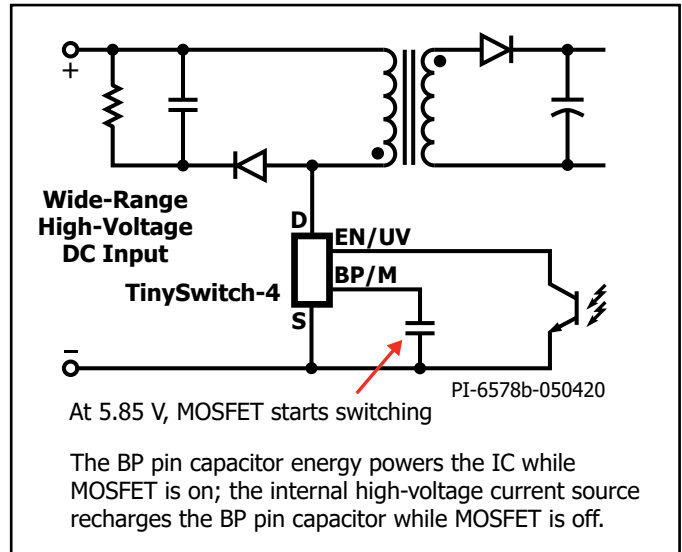 +
Wide-Range
High-Voltage
DC Input
D
EN/UV
BP/M
TinySwitch-4
S
–
PI-6578b-050420
At 5.85 V, MOSFET starts switching
The BP pin capacitor energy powers the IC while
MOSFET is on; the internal high-voltage current source
recharges the BP pin capacitor while MOSFET is off.